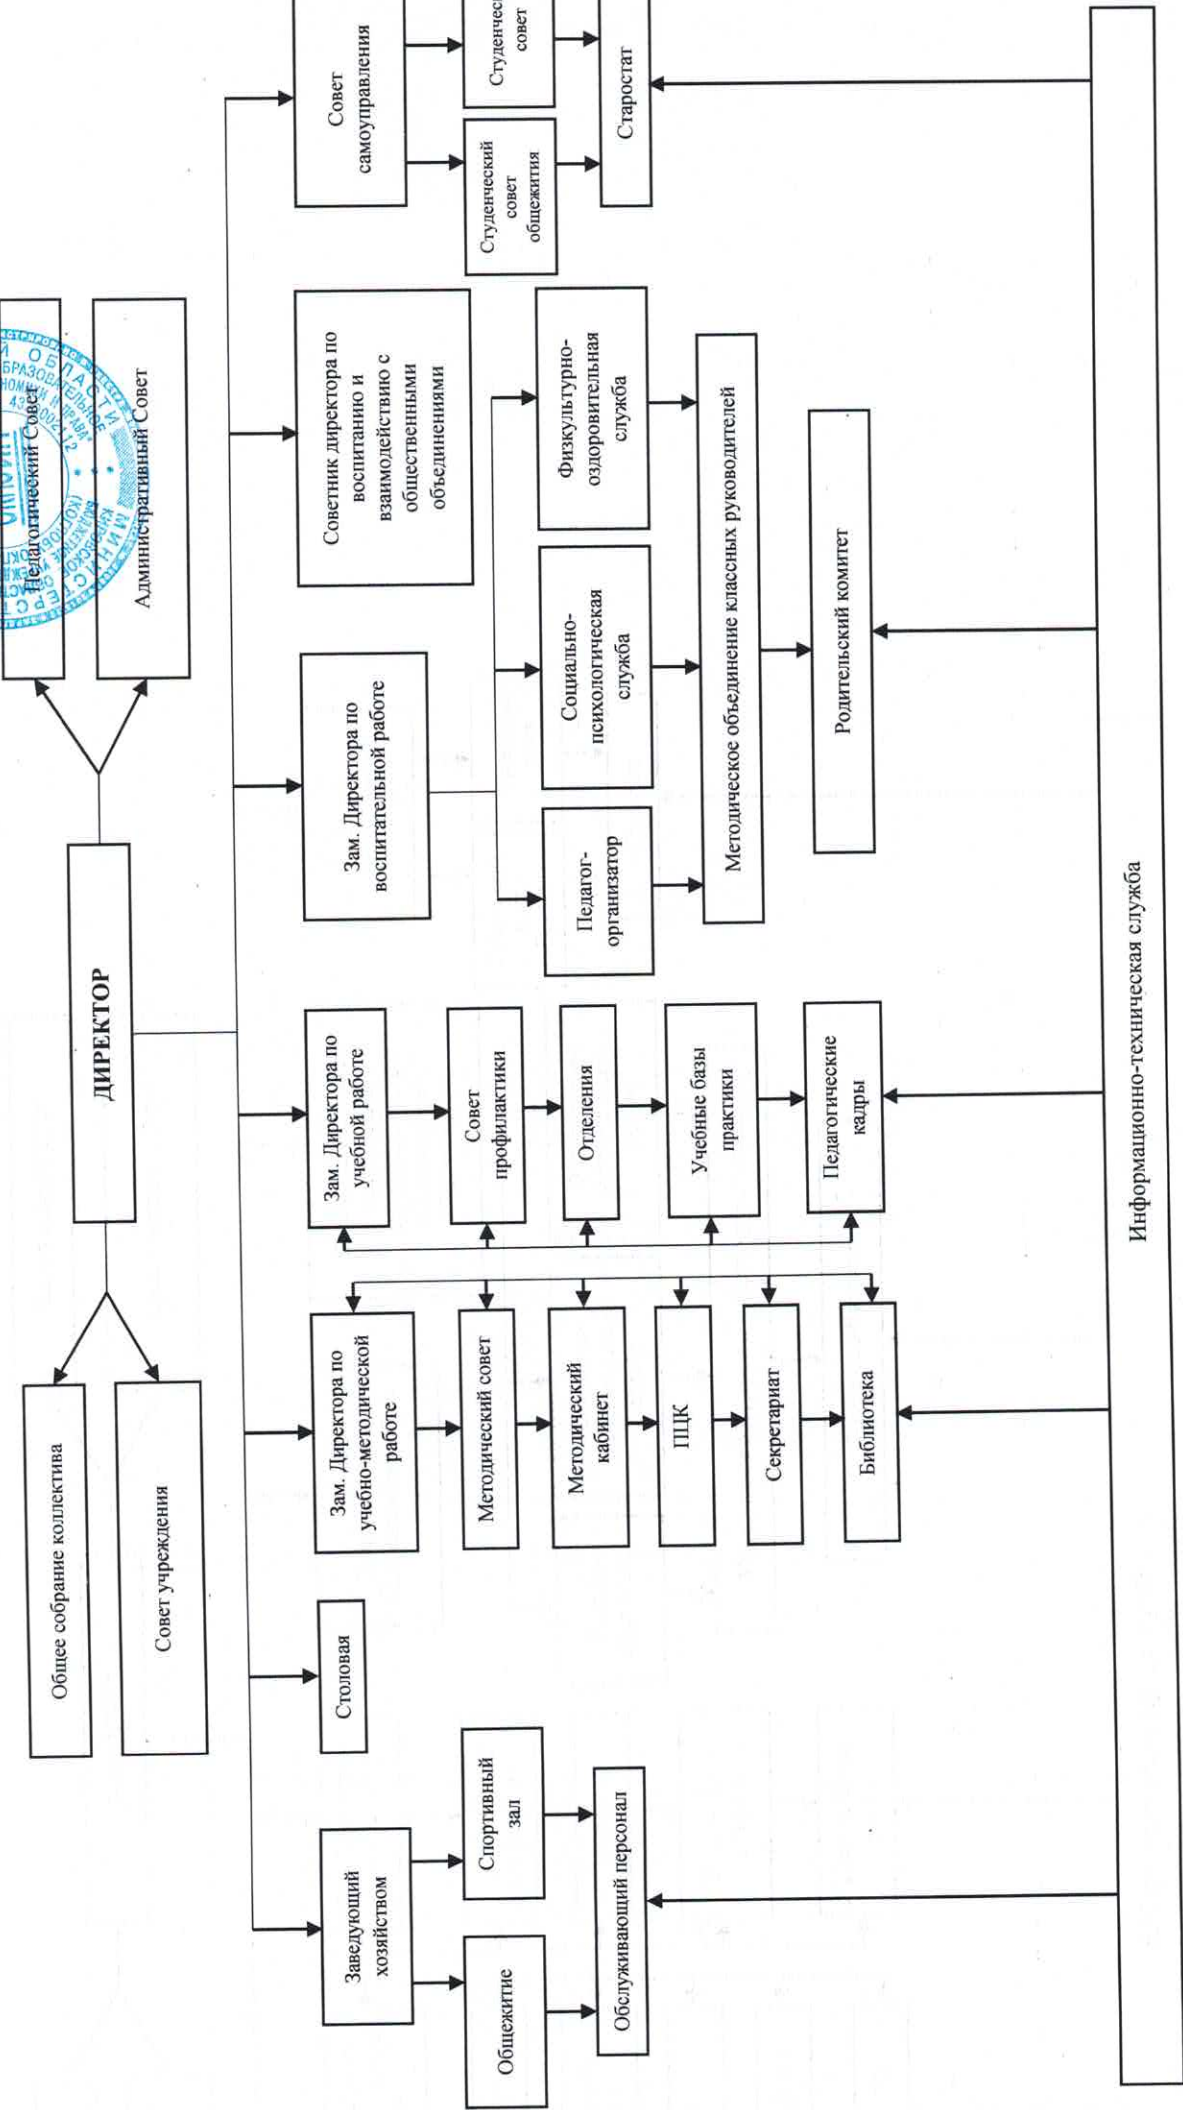 Педагогический Совет
Административный Совет
ДИРЕКТОР
Общее собрание коллектива
Совет учреждения
Заведующий
хозяйством
Столовая
Зам. Директора по
учебно-методической
работе
Зам. Директора по
учебной работе
Зам. Директора по
воспитательной работе
Советник директора по
воспитанию и
взаимодействию с
общественными
объединениями
Совет
самоуправления
Общежитие
Спортивный
зал
Обслуживающий персонал
Методический совет
Методический
кабинет
ПЦК
Секретариат
Библиотека
Совет
профилактики
Отделения
Учебные базы
практики
Педагогические
кадры
Педагог-
организатор
Социально-
психологическая
служба
Физкультурно-
оздоровительная
служба
Методическое объединение классных руководителей
Родительский комитет
Студенческий
совет
общежития
совет
Старостат
Информационно-техническая служба